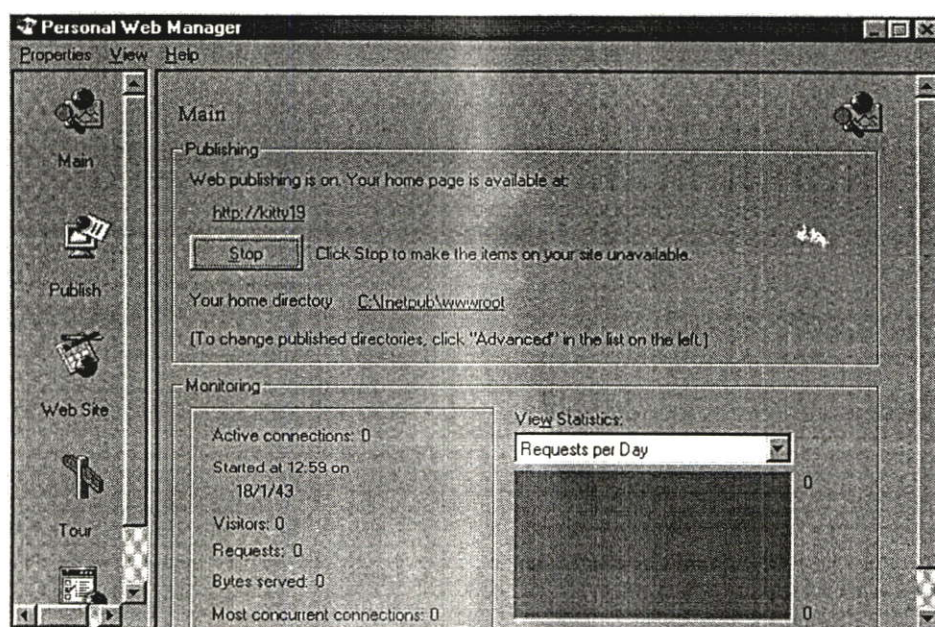 Personal Web Manager
Properties View Help
Main
Publish
Web Site
Tour
Main
Publishing
Web publishing is on. Your home page is available at:
http://kitty19
Stop Click Stop to make the items on your site unavailable.
Your home directory C:\Inetpub\wwwroot
(To change published directories, click "Advanced" in the list on the left.)
Monitoring
Active connections: 0
Started at 12:59 on
18/1/43
Visitors: 0
Requests: 0
Bytes served: 0
Most concurrent connections: 0
View Statistics:
Requests per Day
0
0